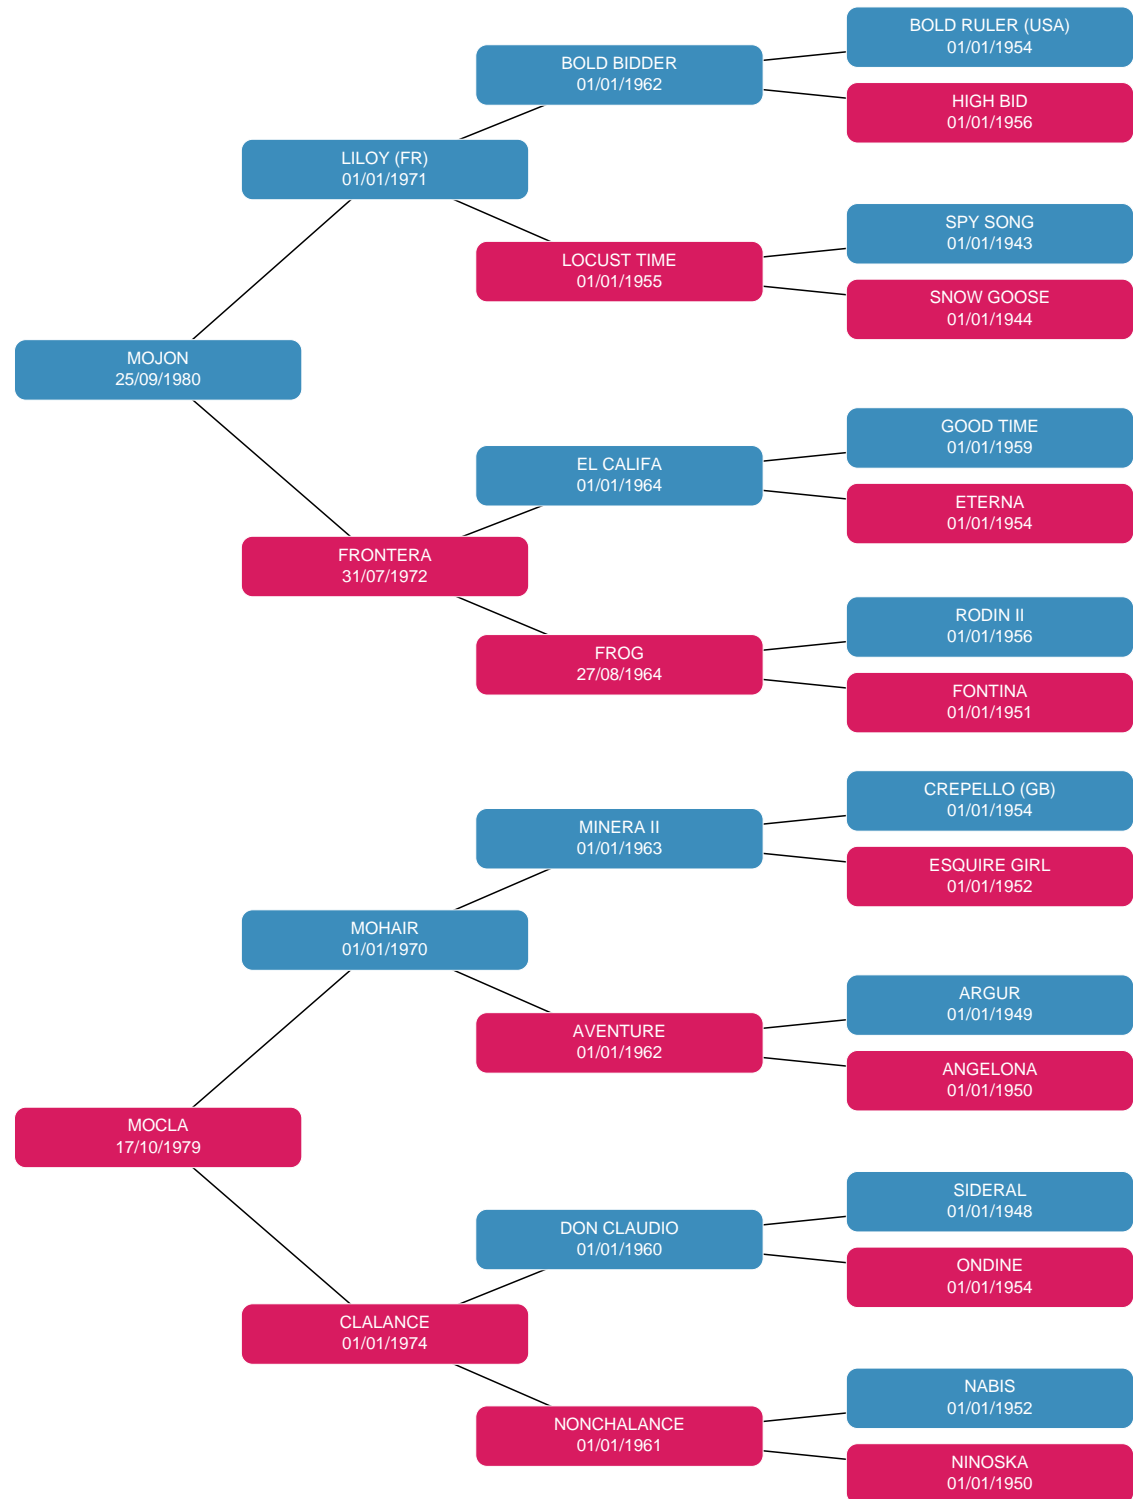 BOLD RULER (USA)
01/01/1954
BOLD BIDDER
01/01/1962
HIGH BID
01/01/1956
LILOY (FR)
01/01/1971
SPY SONG
01/01/1943
LOCUST TIME
01/01/1955
SNOW GOOSE
01/01/1944
MOJON
25/09/1980
GOOD TIME
01/01/1959
EL CALIFA
01/01/1964
ETERNA
01/01/1954
FRONTERA
31/07/1972
RODIN II
01/01/1956
FROG
27/08/1964
FONTINA
01/01/1951
CREPELLO (GB)
01/01/1954
MINERA II
01/01/1963
ESQUIRE GIRL
01/01/1952
MOHAIR
01/01/1970
ARGUR
01/01/1949
AVENTURE
01/01/1962
ANGELONA
01/01/1950
MOCLA
17/10/1979
SIDERAL
01/01/1948
DON CLAUDIO
01/01/1960
ONDINE
01/01/1954
CLALANCE
01/01/1974
NABIS
01/01/1952
NONCHALANCE
01/01/1961
NINOSKA
01/01/1950